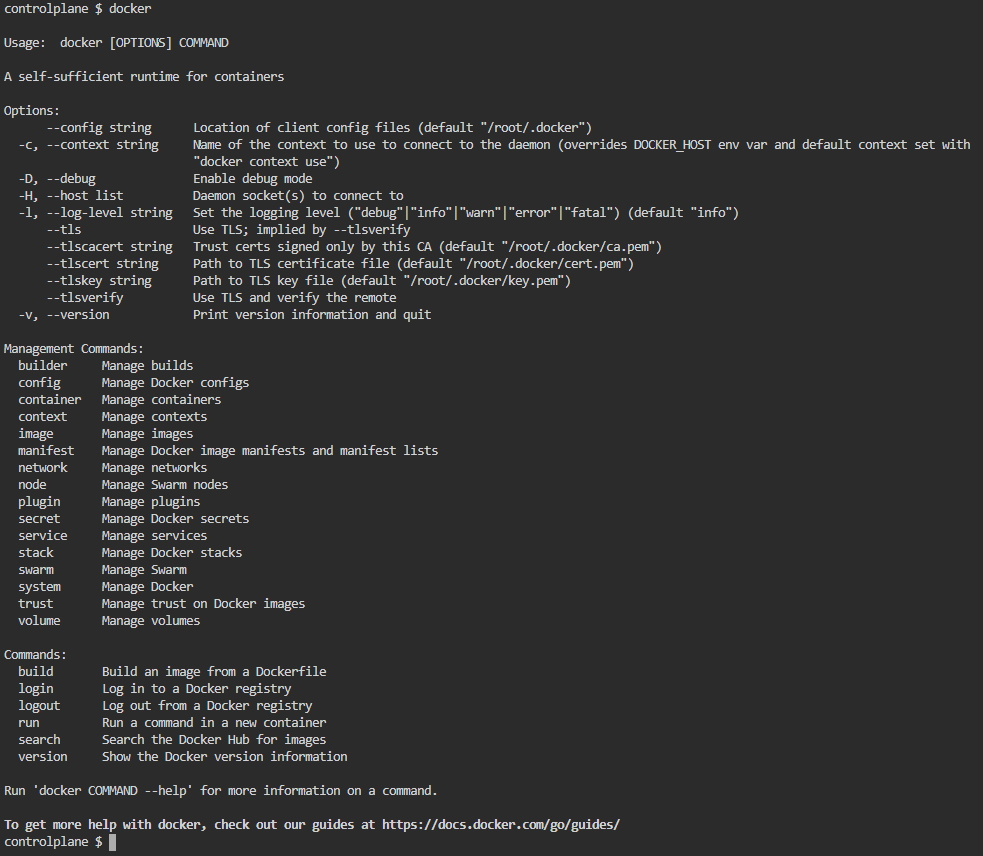 controlplane $ docker

Usage:  docker [OPTIONS] COMMAND

A self-sufficient runtime for containers

Options:
      --config string      Location of client config files (default "/root/.docker")
  -c, --context string     Name of the context to use to connect to the daemon (overrides DOCKER_HOST env var and default context set with
                           "docker context use")
  -D, --debug              Enable debug mode
  -H, --host list          Daemon socket(s) to connect to
  -l, --log-level string   Set the logging level ("debug"|"info"|"warn"|"error"|"fatal") (default "info")
      --tls                Use TLS; implied by --tlsverify
      --tlscacert string   Trust certs signed only by this CA (default "/root/.docker/ca.pem")
      --tlscert string     Path to TLS certificate file (default "/root/.docker/cert.pem")
      --tlskey string      Path to TLS key file (default "/root/.docker/key.pem")
      --tlsverify          Use TLS and verify the remote
  -v, --version            Print version information and quit

Management Commands:
  builder     Manage builds
  config      Manage Docker configs
  container   Manage containers
  context     Manage contexts
  image       Manage images
  manifest    Manage Docker image manifests and manifest lists
  network     Manage networks
  node        Manage Swarm nodes
  plugin      Manage plugins
  secret      Manage Docker secrets
  service     Manage services
  stack       Manage Docker stacks
  swarm       Manage Swarm
  system      Manage Docker
  trust       Manage trust on Docker images
  volume      Manage volumes

Commands:
  build       Build an image from a Dockerfile
  login       Log in to a Docker registry
  logout      Log out from a Docker registry
  run         Run a command in a new container
  search      Search the Docker Hub for images
  version     Show the Docker version information

Run 'docker COMMAND --help' for more information on a command.

To get more help with docker, check out our guides at https://docs.docker.com/go/guides/
controlplane $